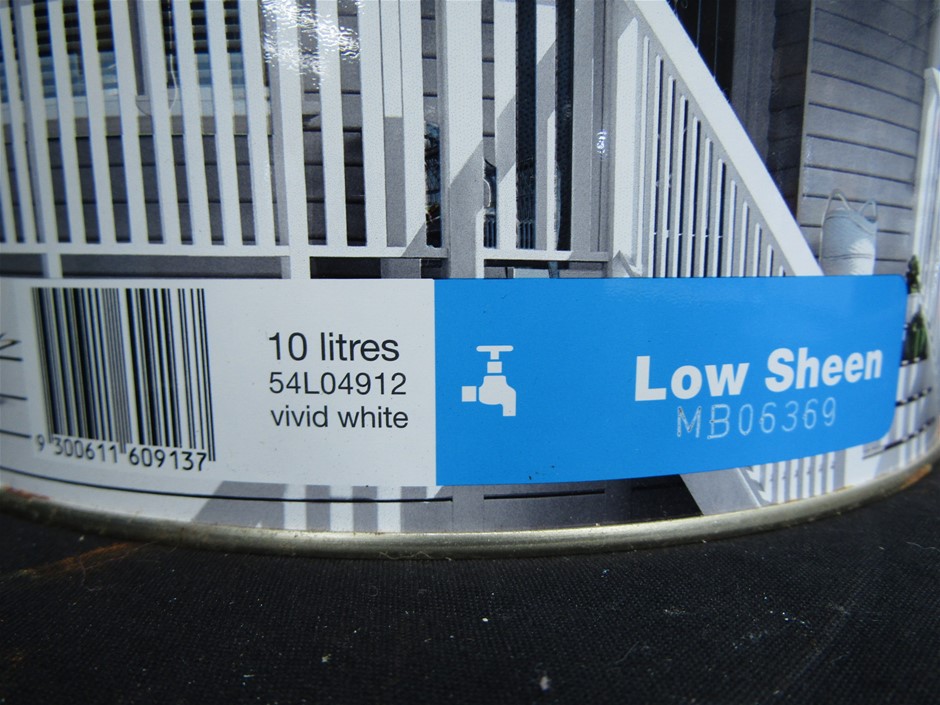 10 litres
54L04912
vivid white
9 300611 609137
Low Sheen
MB06369